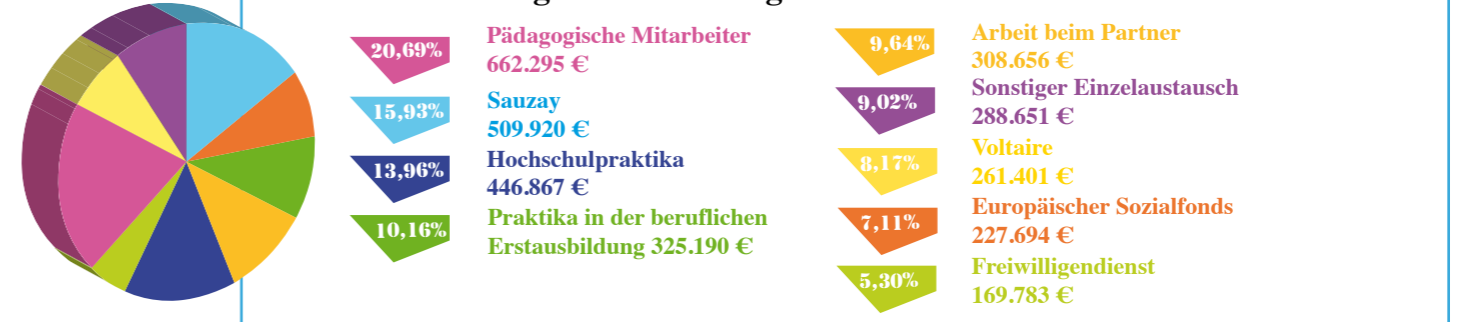 20,69%
Pädagogische Mitarbeiter
662.295 €
15,93%
Sauzay
509.920 €
13,96%
Hochschulpraktika
446.867 €
10,16%
Praktika in der beruflichen
Erstausbildung 325.190 €
9,64%
Arbeit beim Partner
308.656 €
9,02%
Sonstiger Einzelaustausch
288.651 €
8,17%
Voltaire
261.401 €
7,11%
Europäischer Sozialfonds
227.694 €
5,30%
Freiwilligendienst
169.783 €